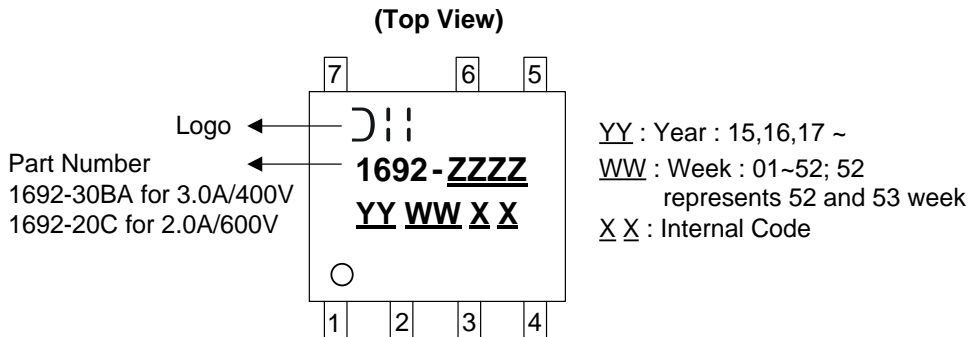 (Top View)
7 6 5
Logo
Part Number
1692-30BA for 3.0A/400V
1692-20C for 2.0A/600V
1692-ZZZZ
YY WW X X
YY : Year : 15,16,17 ~
WW : Week : 01~52; 52
represents 52 and 53 week
X X : Internal Code
1 2 3 4